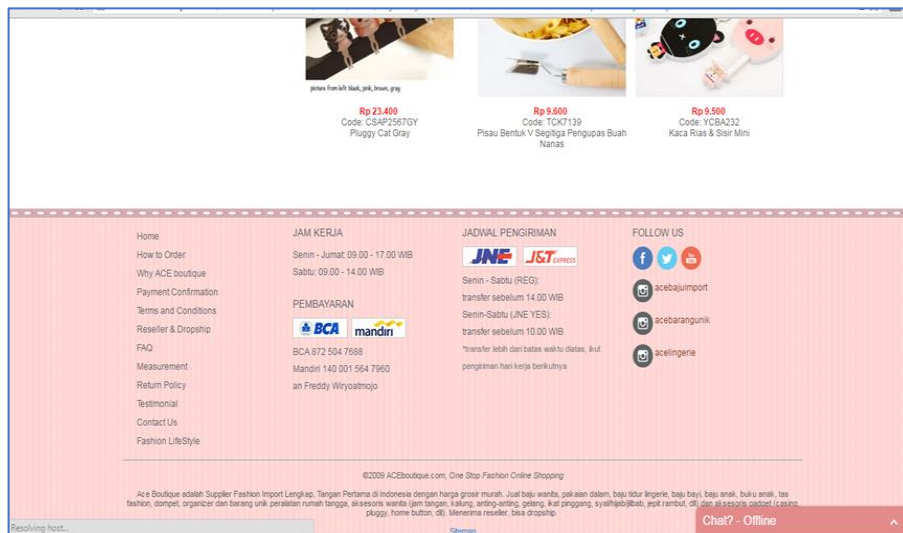 picture from left black, pink, brown, gray
Rp 23.400
Code: CSAP2567GY
Pluggy Cat Gray
Rp 9.600
Code: TCK7139
Pisau Bentuk V Segitiga Pengupas Buah
Nanas
Rp 9.500
Code: YCBA232
Kaca Rias & Sisir Mini
Home
How to Order
Why ACE boutique
Payment Confirmation
Terms and Conditions
Reseller & Dropship
FAQ
Measurement
Return Policy
Testimonial
Contact Us
Fashion LifeStyle
JAM KERJA
Senin - Jumat: 09.00 - 17.00 WIB
Sabtu: 09.00 - 14.00 WIB
PEMBAYARAN
BCA mandiri
BCA 872 504 7688
Mandiri 140 001 564 7960
an Freddy Wiryoatmojo
JADWAL PENGIRIMAN
JNE J&T EXPRESS
Senin - Sabtu (REG):
transfer sebelum 14.00 WIB
Senin-Sabtu (JNE YES):
transfer sebelum 10.00 WIB
*transfer lebih dari batas waktu diatas, ikut
pengiriman hari kerja berikutnya
FOLLOW US
acebajuimport
acebarangunik
acelingerie
©2009 ACEboutique.com, One Stop Fashion Online Shopping
Ace Boutique adalah Supplier Fashion Import Lengkap, Tangan Pertama di Indonesia dengan harga grosir murah. Jual baju wanita, pakaian dalam, baju tidur lingerie, baju bayi, baju anak, buku anak, tas
fashion, dompet, organizer dan barang unik peralatan rumah tangga, aksesoris wanita (jam tangan, kalung, anting-anting, gelang, ikat pinggang, syal/hijab/jilbab, jepit rambut, dll) dan aksesoris gadget (casing,
pluggy, home button, dll). Menerima reseller, bisa dropship.
Sitemap
Resolving host...
Chat? - Offline